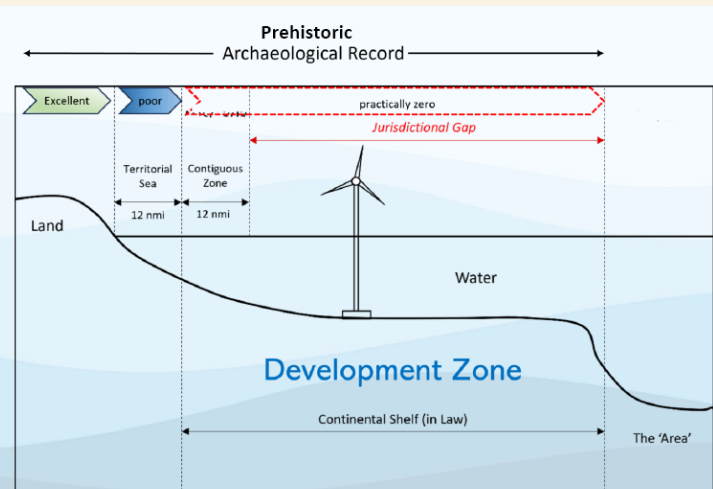 Prehistoric
Archaeological Record
Excellent
poor
practically zero
Jurisdictional Gap
Territorial
Sea
Contiguous
Zone
12 nmi
12 nmi
Land
Water
Development Zone
Continental Shelf (in Law)
The ‘Area’